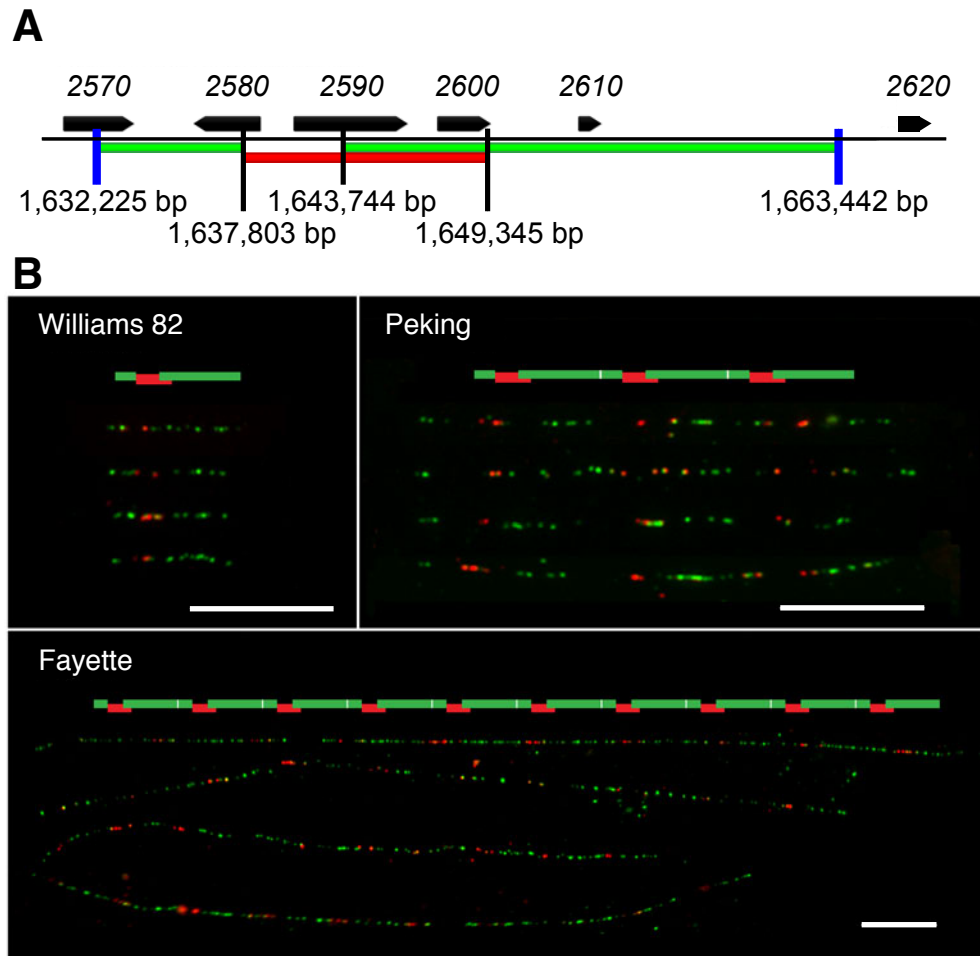 A
2570 2580 2590 2600 2610 2620
1,632,225 bp 1,643,744 bp 1,663,442 bp
1,637,803 bp 1,649,345 bp
B
Williams 82 Peking
Fayette